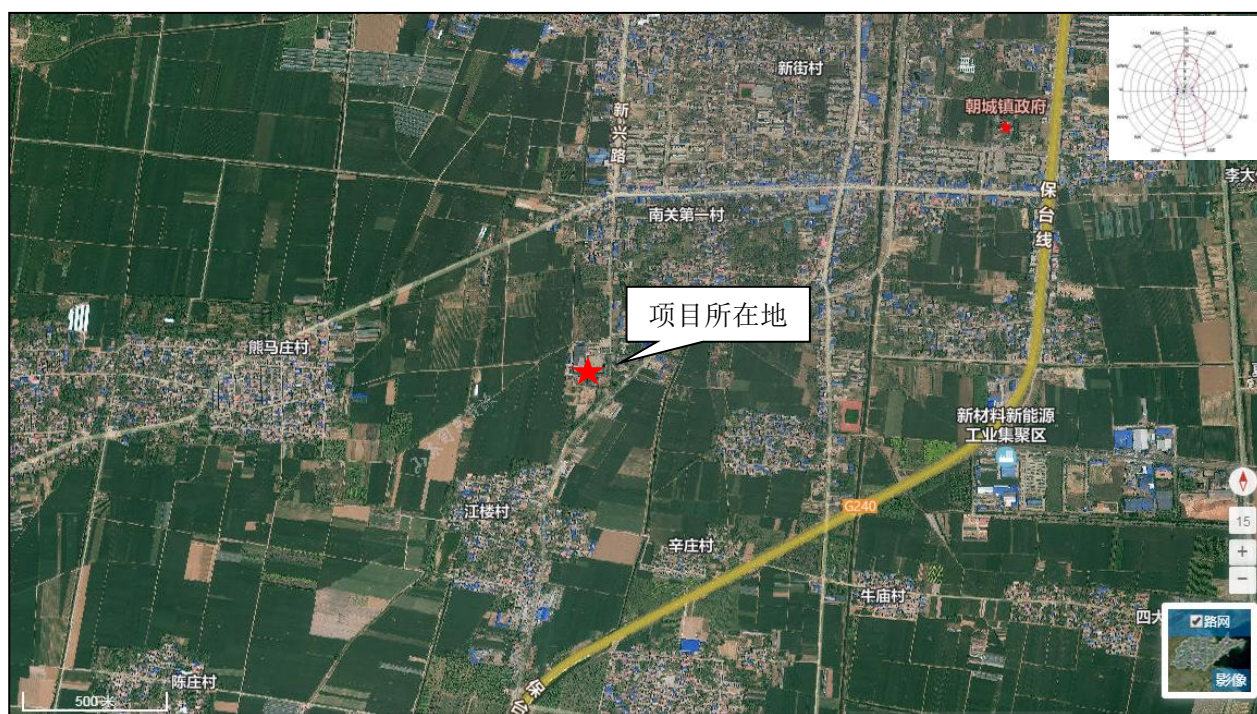 新街村
朝城镇政府
新兴路
李大
保台线
南关第一村
项目所在地
熊马庄村
新材料新能源
工业集聚区
江楼村
G240
辛庄村
牛庙村
四大
陈庄村
保台
500 米
15
+
−
路网
影像